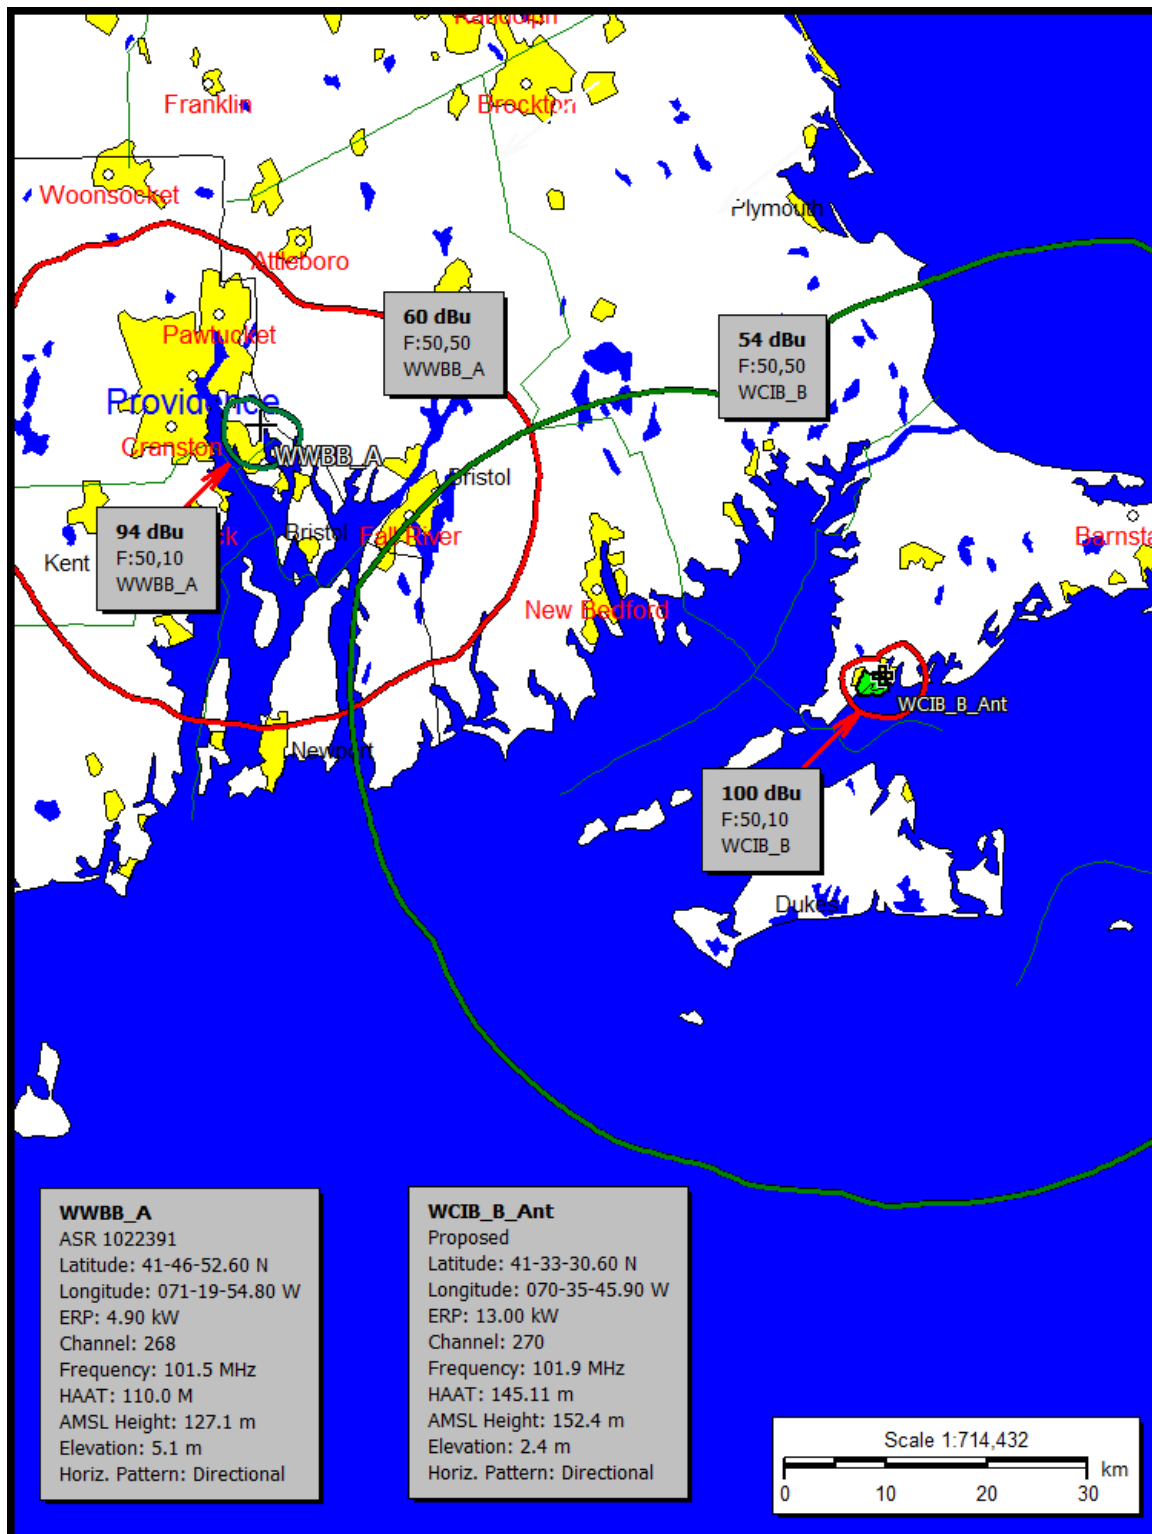 Randolph
Franklin
Brockton
Woonsocket
Plymouth
Attleboro
60 dBu
F:50,50
WWBB_A
54 dBu
F:50,50
WCIB_B
Pawtucket
Providence
Cranston
WWBB_A
Bristol
94 dBu
F:50,10
WWBB_A
Kent
Bristol
Fall River
Barnsta
New Bedford
WCIB_B_Ant
Newport
100 dBu
F:50,10
WCIB_B
Dukes
WWBB_A
ASR 1022391
Latitude: 41-46-52.60 N
Longitude: 071-19-54.80 W
ERP: 4.90 kW
Channel: 268
Frequency: 101.5 MHz
HAAT: 110.0 M
AMSL Height: 127.1 m
Elevation: 5.1 m
Horiz. Pattern: Directional
WCIB_B_Ant
Proposed
Latitude: 41-33-30.60 N
Longitude: 070-35-45.90 W
ERP: 13.00 kW
Channel: 270
Frequency: 101.9 MHz
HAAT: 145.11 m
AMSL Height: 152.4 m
Elevation: 2.4 m
Horiz. Pattern: Directional
Scale 1:714,432
km
0 10 20 30